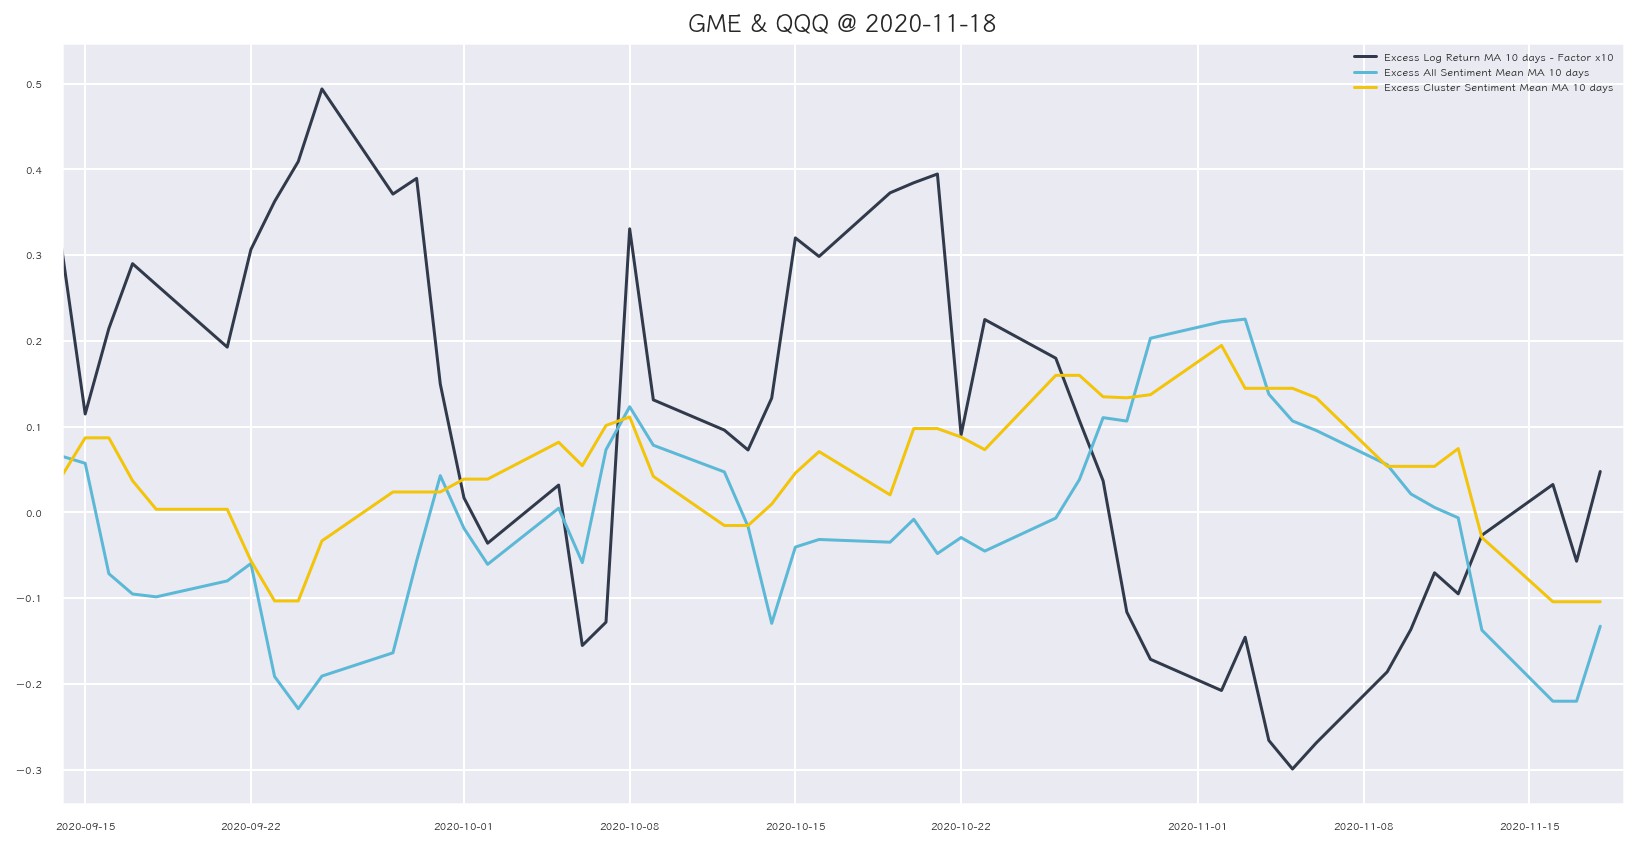 GME & QQQ @ 2020-11-18
Excess Log Return MA 10 days - Factor x10
Excess All Sentiment Mean MA 10 days
Excess Cluster Sentiment Mean MA 10 days
0.5
0.4
0.3
0.2
0.1
0.0
−0.1
−0.2
−0.3
2020-09-15 2020-09-22 2020-10-01 2020-10-08 2020-10-15 2020-10-22 2020-11-01 2020-11-08 2020-11-15